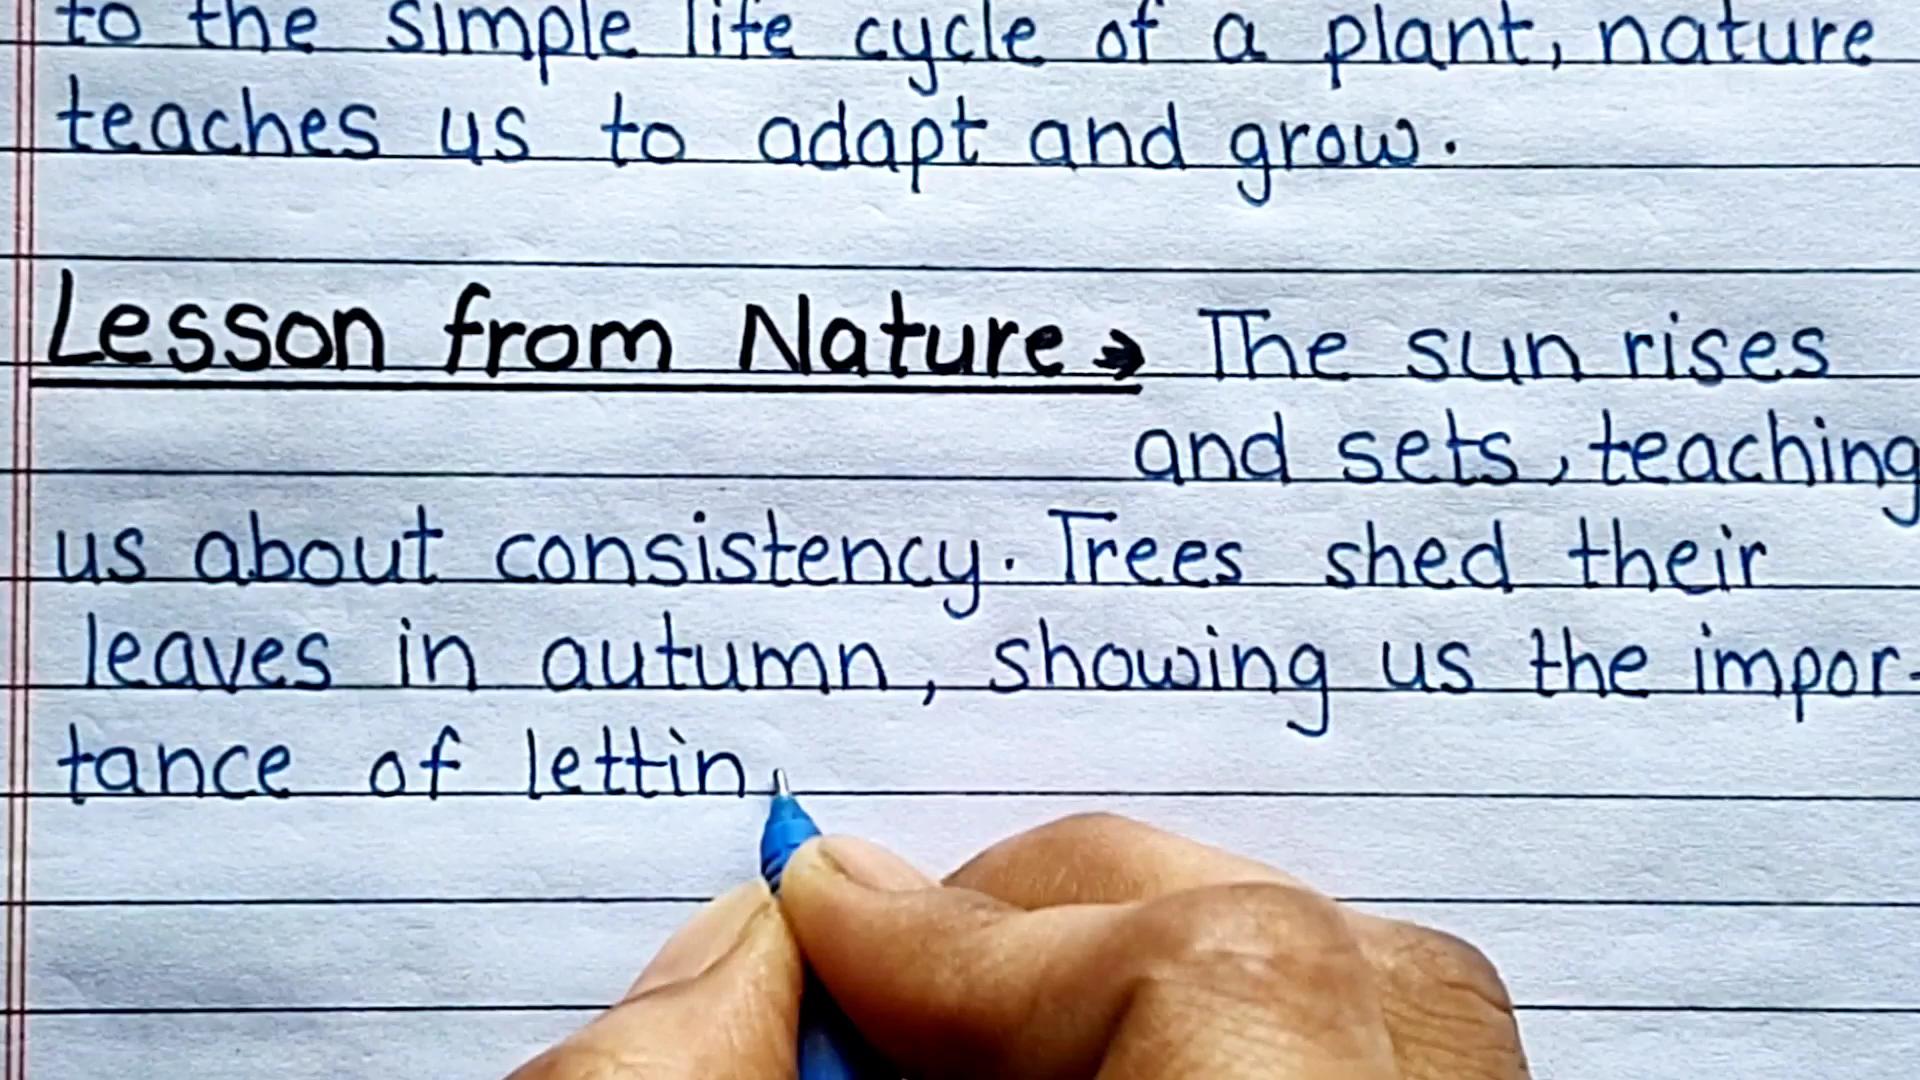 to the simple life cycle of a plant, nature
teaches us to adapt and grow.
Lesson from Nature → The sun rises
and sets, teaching
us about consistency. Trees shed their
leaves in autumn, showing us the impor-
tance of lettin